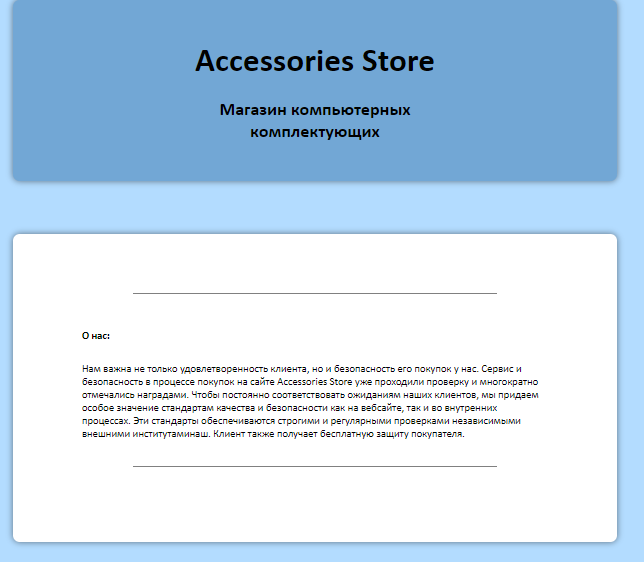 Accessories Store
Магазин компьютерных
комплектующих
О нас:
Нам важна не только удовлетворенность клиента, но и безопасность его покупок у нас. Сервис и
безопасность в процессе покупок на сайте Accessories Store уже проходили проверку и многократно
отмечались наградами. Чтобы постоянно соответствовать ожиданиям наших клиентов, мы придаем
особое значение стандартам качества и безопасности как на вебсайте, так и во внутренних
процессах. Эти стандарты обеспечиваются строгими и регулярными проверками независимыми
внешними институтаминаш. Клиент также получает бесплатную защиту покупателя.